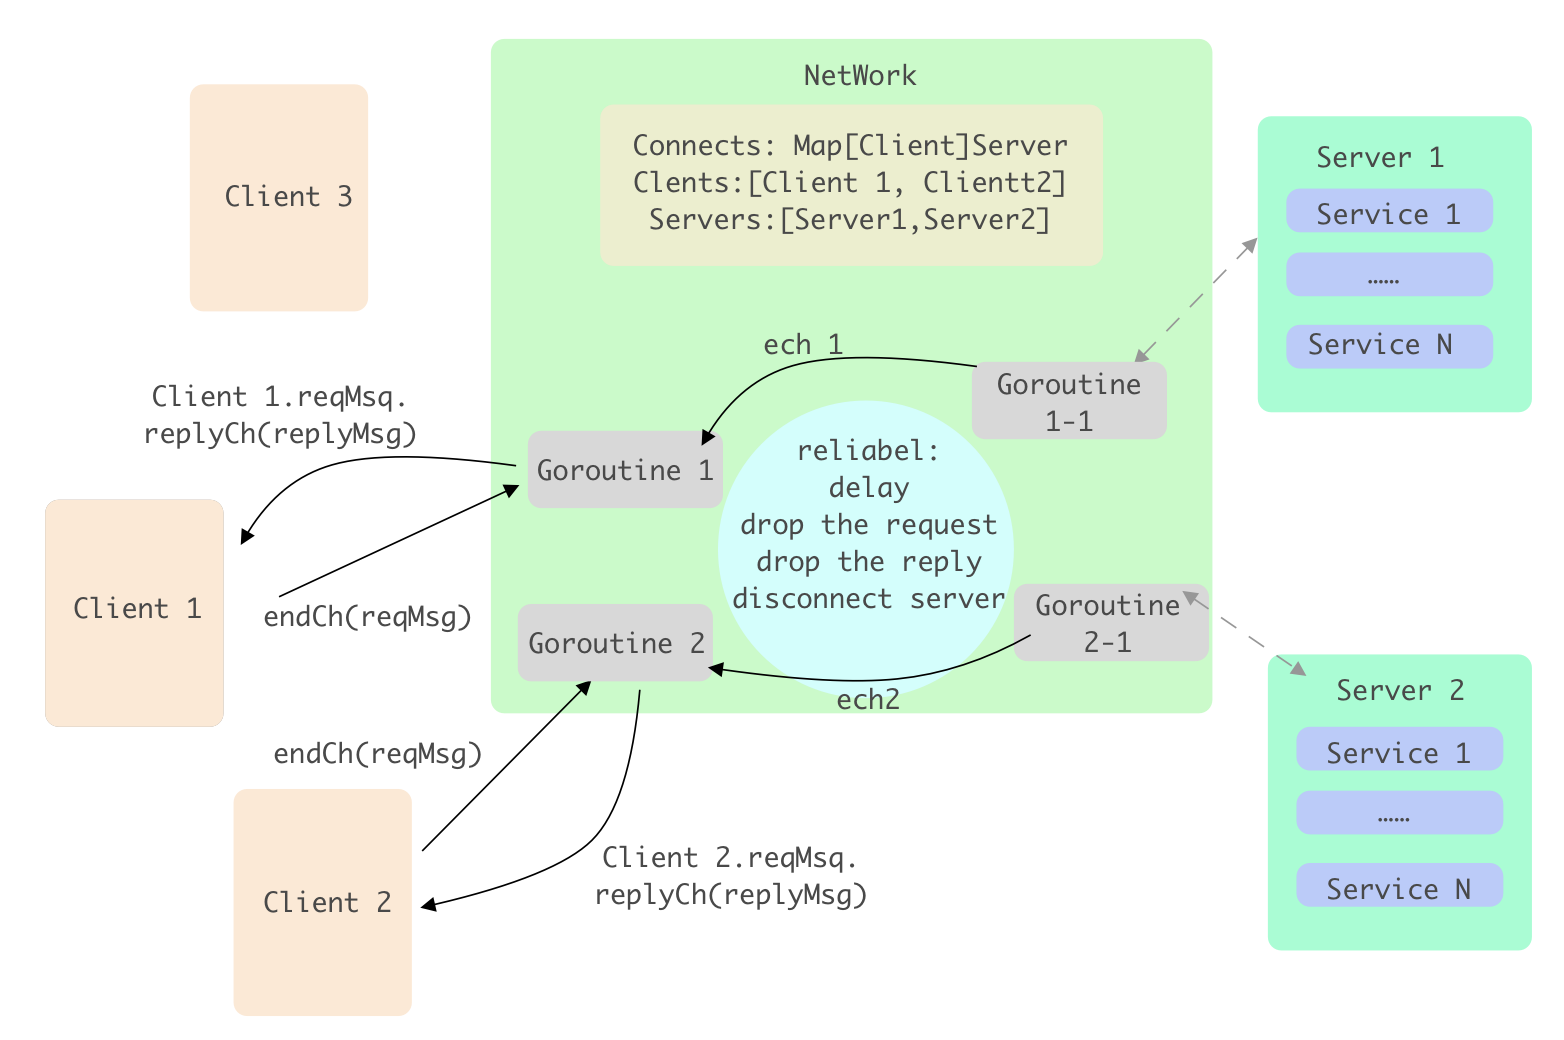 NetWork
Connects: Map[Client]Server
Clents:[Client 1, Clientt2]
Servers:[Server1,Server2]
Client 3
Server 1
Service 1
……
Service N
ech 1
Goroutine
1-1
Client 1.reqMsq.
replyCh(replyMsg)
Goroutine 1
reliabel:
delay
drop the request
drop the reply
disconnect server
Client 1
endCh(reqMsg)
Goroutine 2
Goroutine
2-1
ech2
Server 2
Service 1
……
Service N
endCh(reqMsg)
Client 2
Client 2.reqMsq.
replyCh(replyMsg)